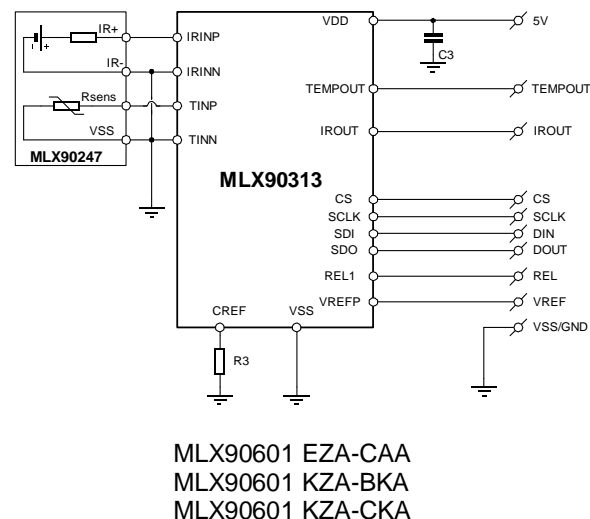 VDD 5V
IR+ IRINP
C3
IR- IRINN
TEMPOUT TEMPOUT
Rsens TINP
VSS TINN
IROUT IROUT
MLX90247
MLX90313
CS CS
SCLK SCLK
SDI DIN
SDO DOUT
REL1 REL
VREFP VREF
CREF VSS
VSS/GND
R3
MLX90601 EZA-CAA
MLX90601 KZA-BKA
MLX90601 KZA-CKA